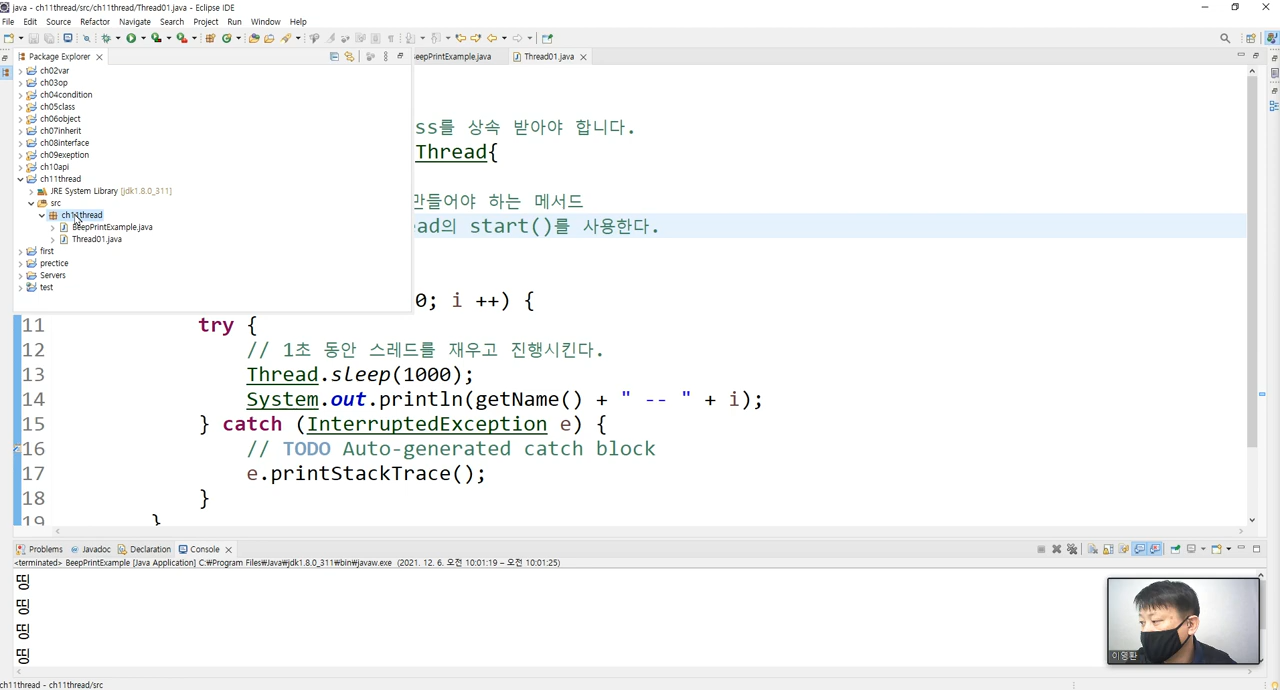 java - ch11thread/src/ch11thread/Thread01.java - Eclipse IDE
File Edit Source Refactor Navigate Search Project Run Window Help
Package Explorer
eepPrintExample.java
Thread01.java
ch02var
ch03op
ch04condition
ch05class
ch06object
ch07inherit
ch08interface
ch09exeption
ch10api
ch11thread
JRE System Library [jdk1.8.0_311]
src
ch11thread
BeepPrintExample.java
Thread01.java
first
prectice
Servers
test
ss를 상속 받아야 합니다.
Thread{
만들어야 하는 메서드
ad의 start()를 사용한다.
0; i ++) {
11 try {
12 // 1초 동안 스레드를 재우고 진행시킨다.
13 Thread.sleep(1000);
14 System.out.println(getName() + " -- " + i);
15 } catch (InterruptedException e) {
16 // TODO Auto-generated catch block
17 e.printStackTrace();
18 }
19 }
Problems Javadoc Declaration Console
<terminated> BeepPrintExample [Java Application] C:₩Program Files₩Java₩jdk1.8.0_311₩bin₩javaw.exe (2021. 12. 6. 오전 10:01:19 – 오전 10:01:25)
띵
띵
띵
띵
이영환
ch11thread - ch11thread/src